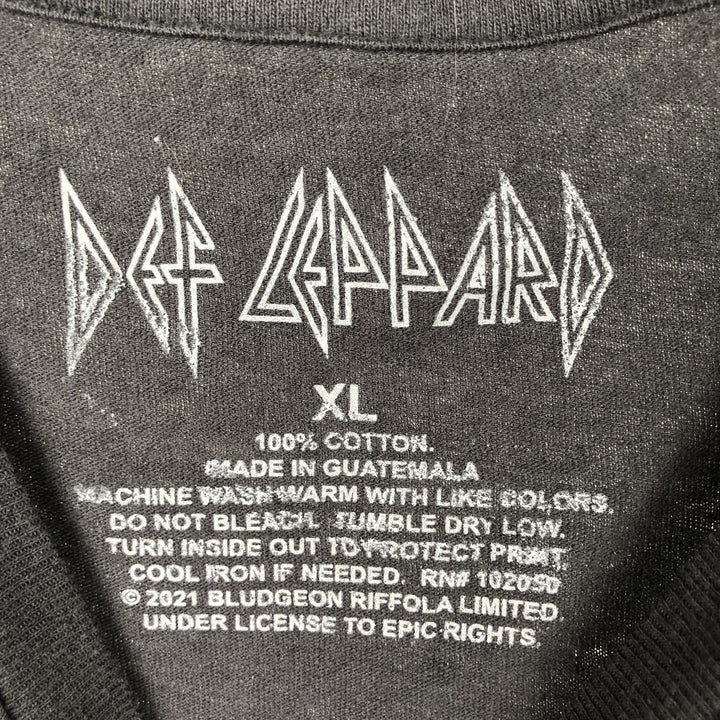 DEF LEPPARD
XL
100% COTTON.
MADE IN GUATEMALA
MACHINE WASH WARM WITH LIKE COLORS.
DO NOT BLEACH. TUMBLE DRY LOW.
TURN INSIDE OUT TO PROTECT PRINT.
COOL IRON IF NEEDED. RN# 102050
© 2021 BLUDGEON RIFFOLA LIMITED.
UNDER LICENSE TO EPIC RIGHTS.